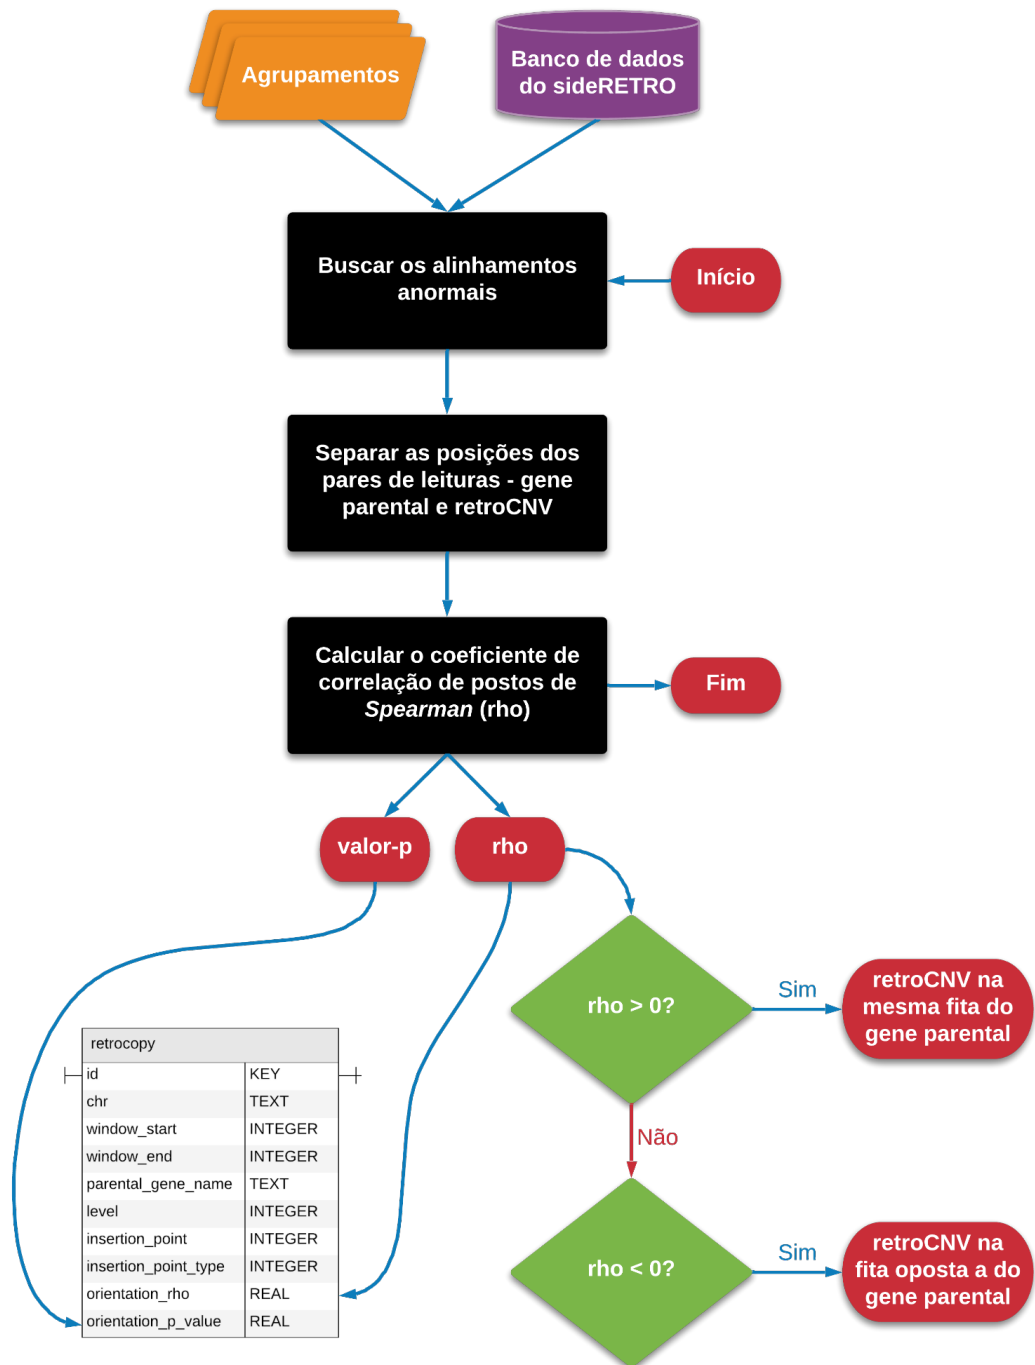 Agrupamentos
Banco de dados
do sideRETRO
Buscar os alinhamentos
anormais
Início
Separar as posições dos
pares de leituras - gene
parental e retroCNV
Calcular o coeficiente de
correlação de postos de
Spearman (rho)
Fim
valor-p
rho
rho > 0?
Sim
retroCNV na
mesma fita do
gene parental
Não
rho < 0?
Sim
retroCNV na
fita oposta a do
gene parental
retrocopy
id KEY
chr TEXT
window_start INTEGER
window_end INTEGER
parental_gene_name TEXT
level INTEGER
insertion_point INTEGER
insertion_point_type INTEGER
orientation_rho REAL
orientation_p_value REAL